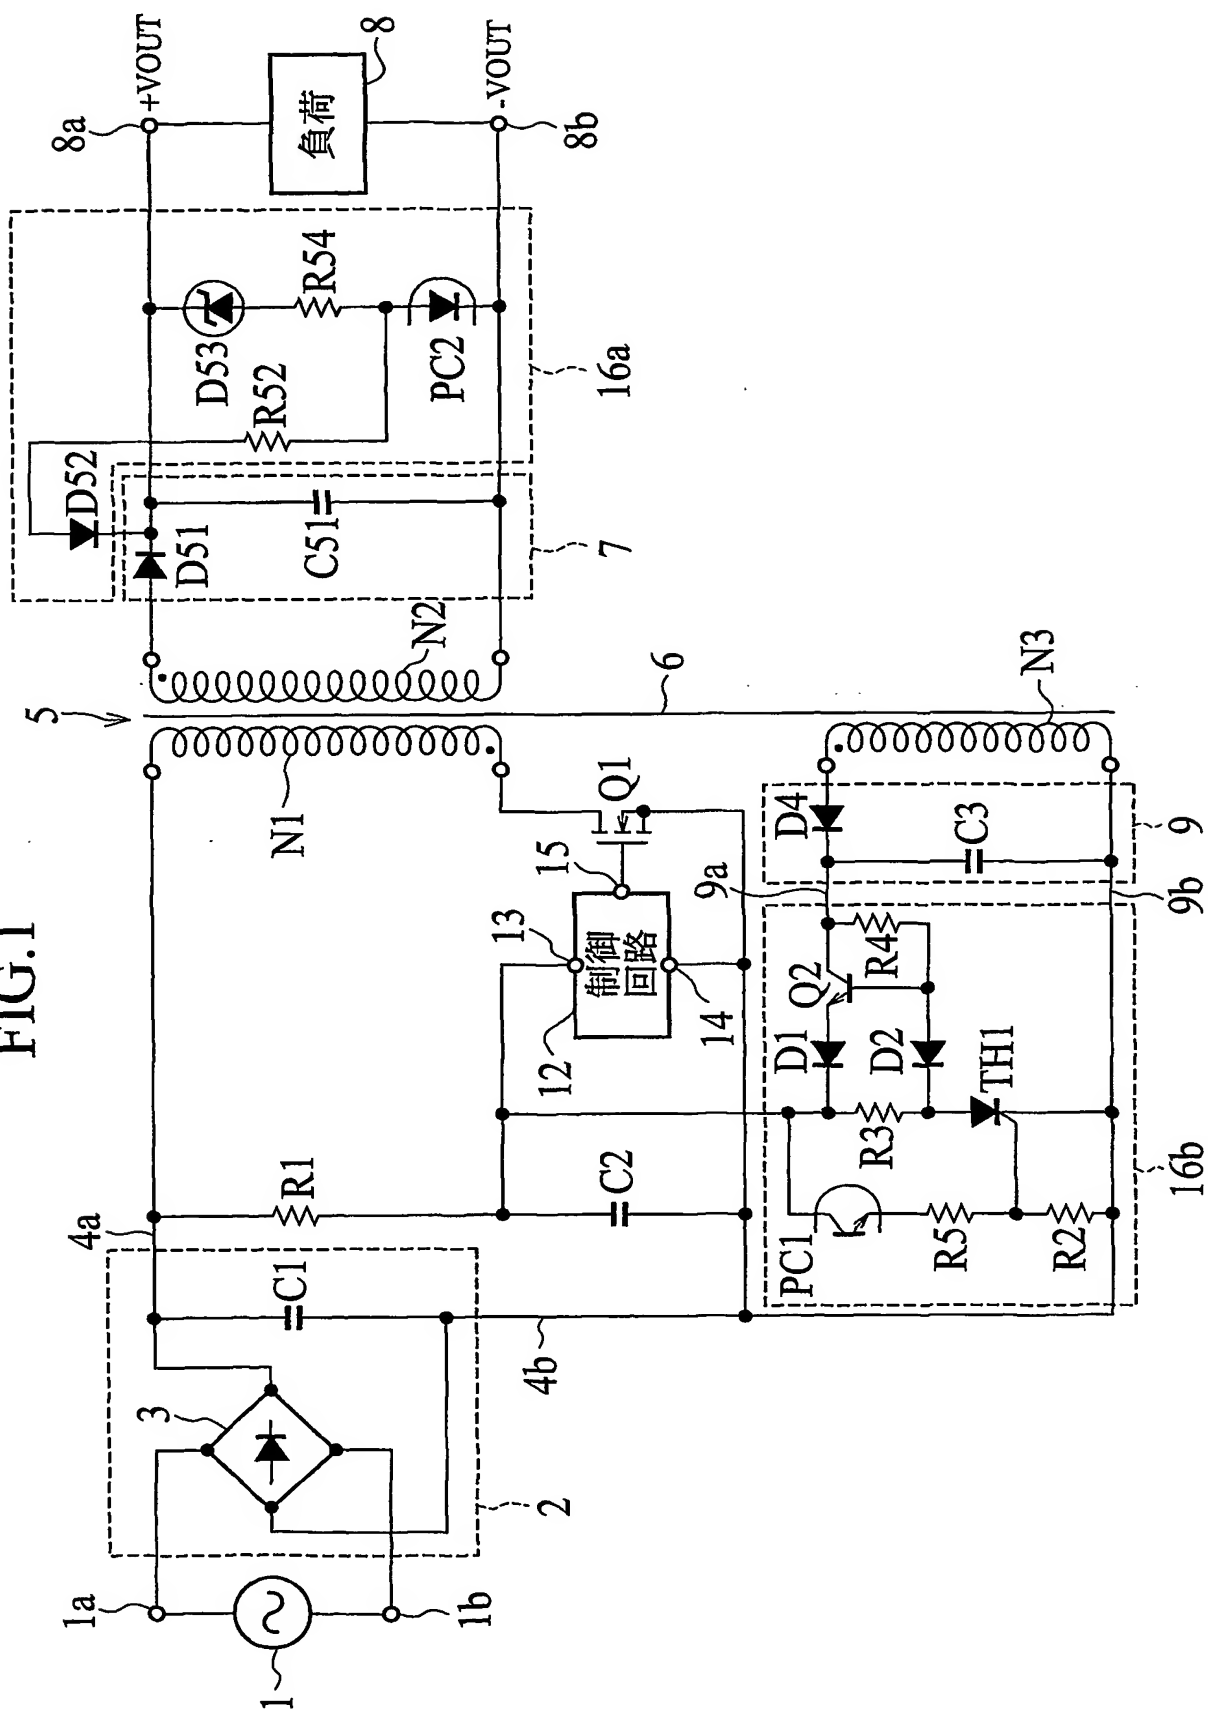 FIG.1
1
1a
1b
2
3
4a
4b
C1
R1
C2
12
13
14
15
制御
回路
Q1
5
N1
N2
6
N3
D51
C51
7
D52
R52
D53
R54
PC2
16a
8a
+VOUT
負荷
8
-VOUT
8b
D4
C3
9
9a
9b
Q2
R4
D1
D2
R3
TH1
PC1
R5
R2
16b